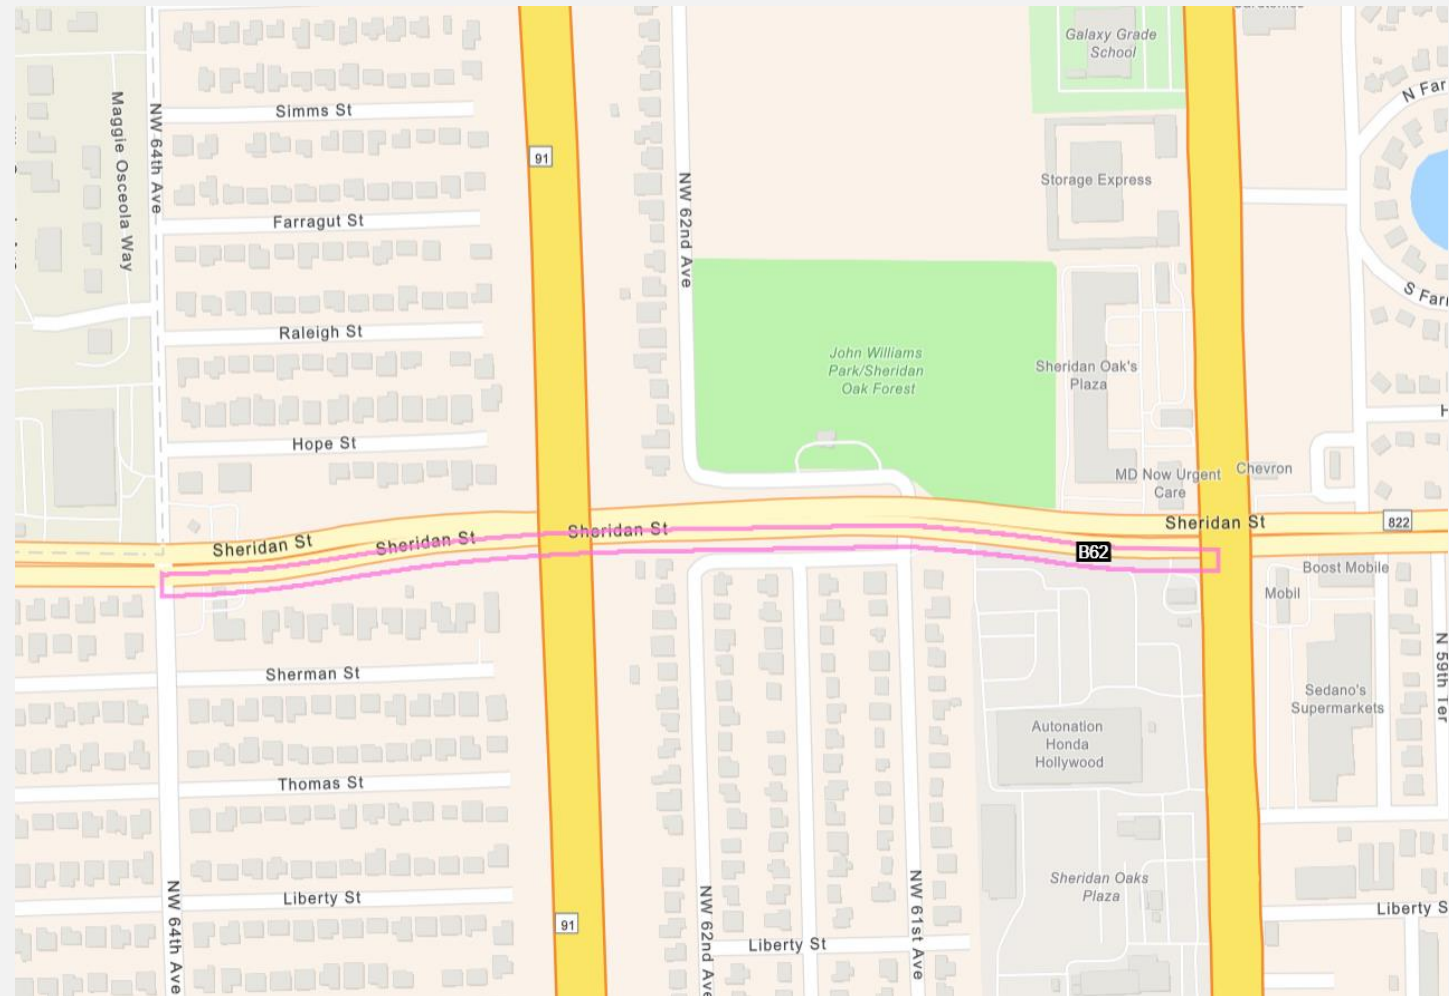 Galaxy Grade
School
N Far
Simms St
Maggie Osceola Way
NW 64th Ave
91
Storage Express
NW 62nd Ave
Farragut St
S Farr
Raleigh St
John Williams
Park/Sheridan
Oak Forest
Sheridan Oak's
Plaza
H
Hope St
MD Now Urgent
Care
Chevron
Sheridan St
822
Sheridan St
Sheridan St
Sheridan St
B62
Boost Mobile
Mobil
N 59th Ter
Sherman St
Sedano's
Supermarkets
Autonation
Honda
Hollywood
Thomas St
Sheridan Oaks
Plaza
NW 64th Ave
Liberty St
91
NW 62nd Ave
NW 61st Ave
Liberty S
Liberty St